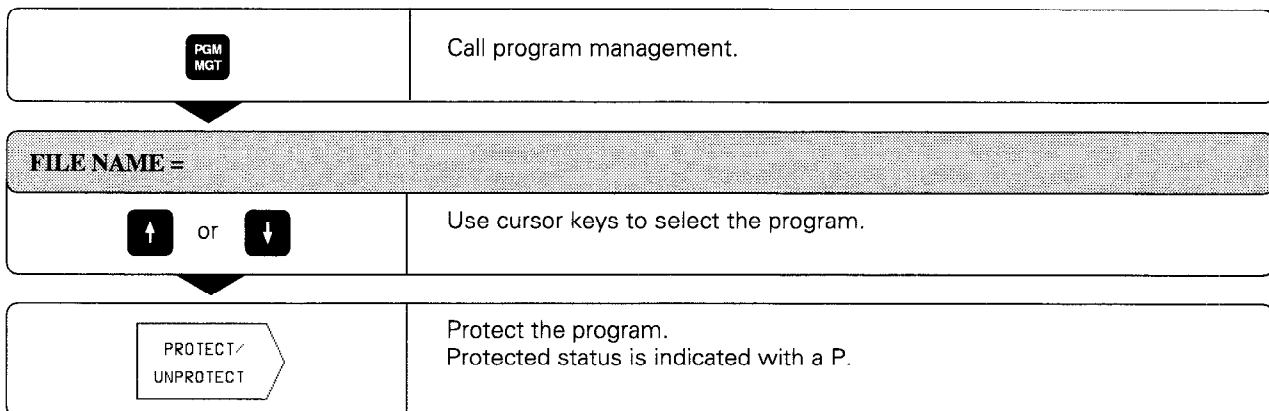 PGM
MGT
Call program management.
FILE NAME =
or
Use cursor keys to select the program.
PROTECT/
UNPROTECT
Protect the program.
Protected status is indicated with a P.